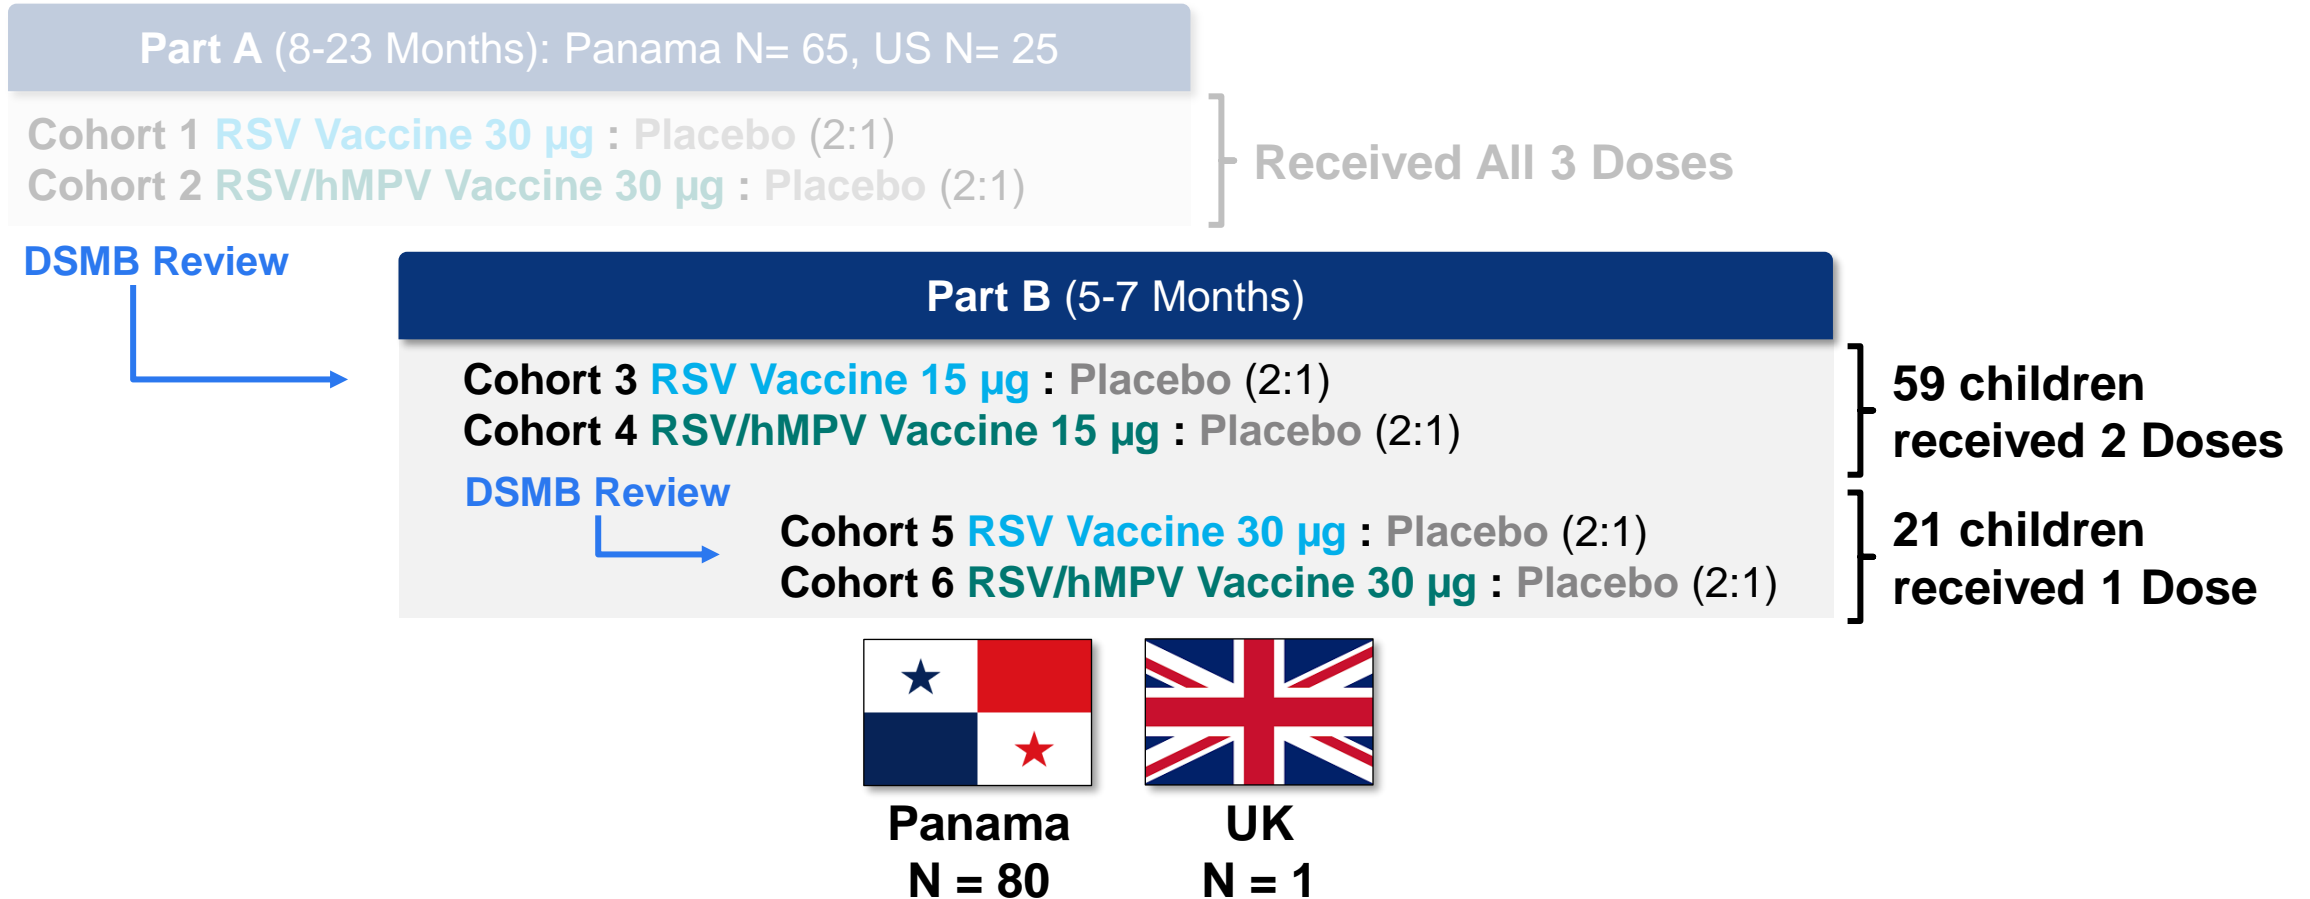 Part A (8-23 Months): Panama N= 65, US N= 25
Cohort 1 RSV Vaccine 30 µg : Placebo (2:1)
Cohort 2 RSV/hMPV Vaccine 30 µg : Placebo (2:1)
Received All 3 Doses
DSMB Review
Part B (5-7 Months)
Cohort 3 RSV Vaccine 15 µg : Placebo (2:1)
Cohort 4 RSV/hMPV Vaccine 15 µg : Placebo (2:1)
59 children
received 2 Doses
DSMB Review
Cohort 5 RSV Vaccine 30 µg : Placebo (2:1)
Cohort 6 RSV/hMPV Vaccine 30 µg : Placebo (2:1)
21 children
received 1 Dose
Panama
N = 80
UK
N = 1